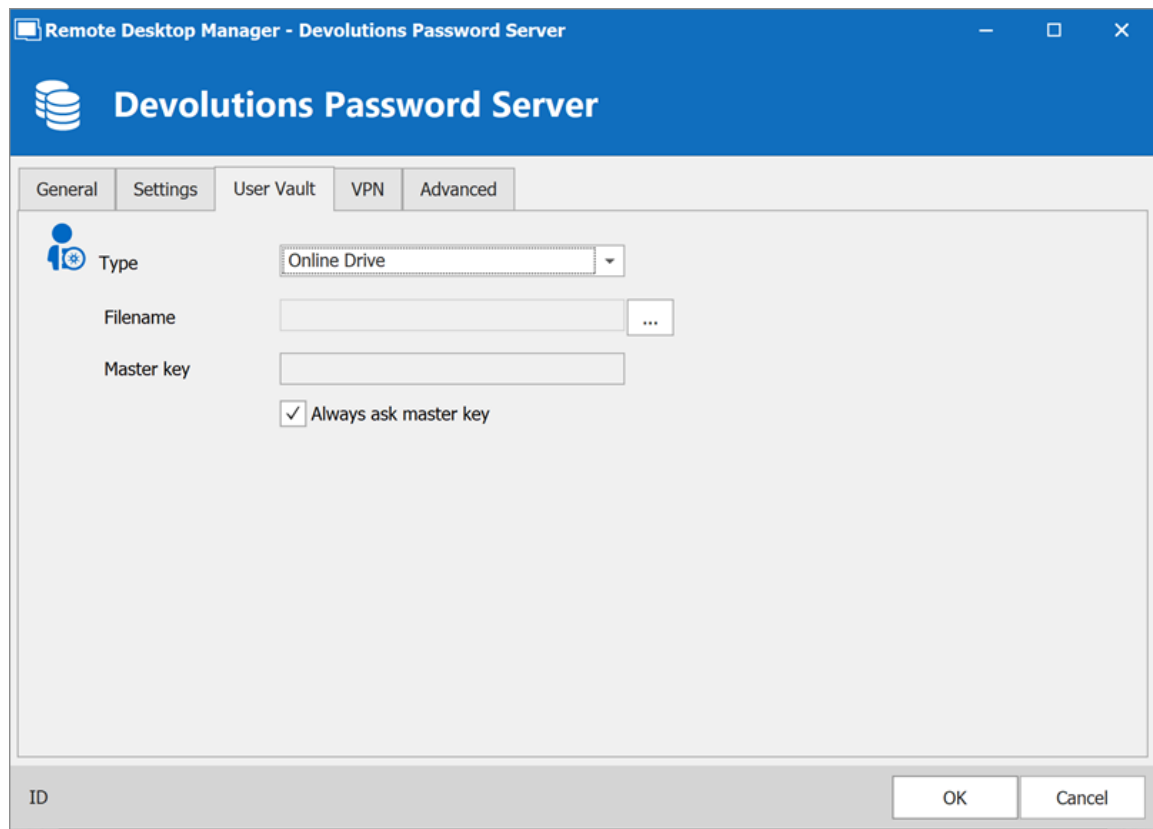 Remote Desktop Manager - Devolutions Password Server
Devolutions Password Server
General Settings User Vault VPN Advanced
Type Online Drive
Filename ...
Master key
Always ask master key
ID OK Cancel